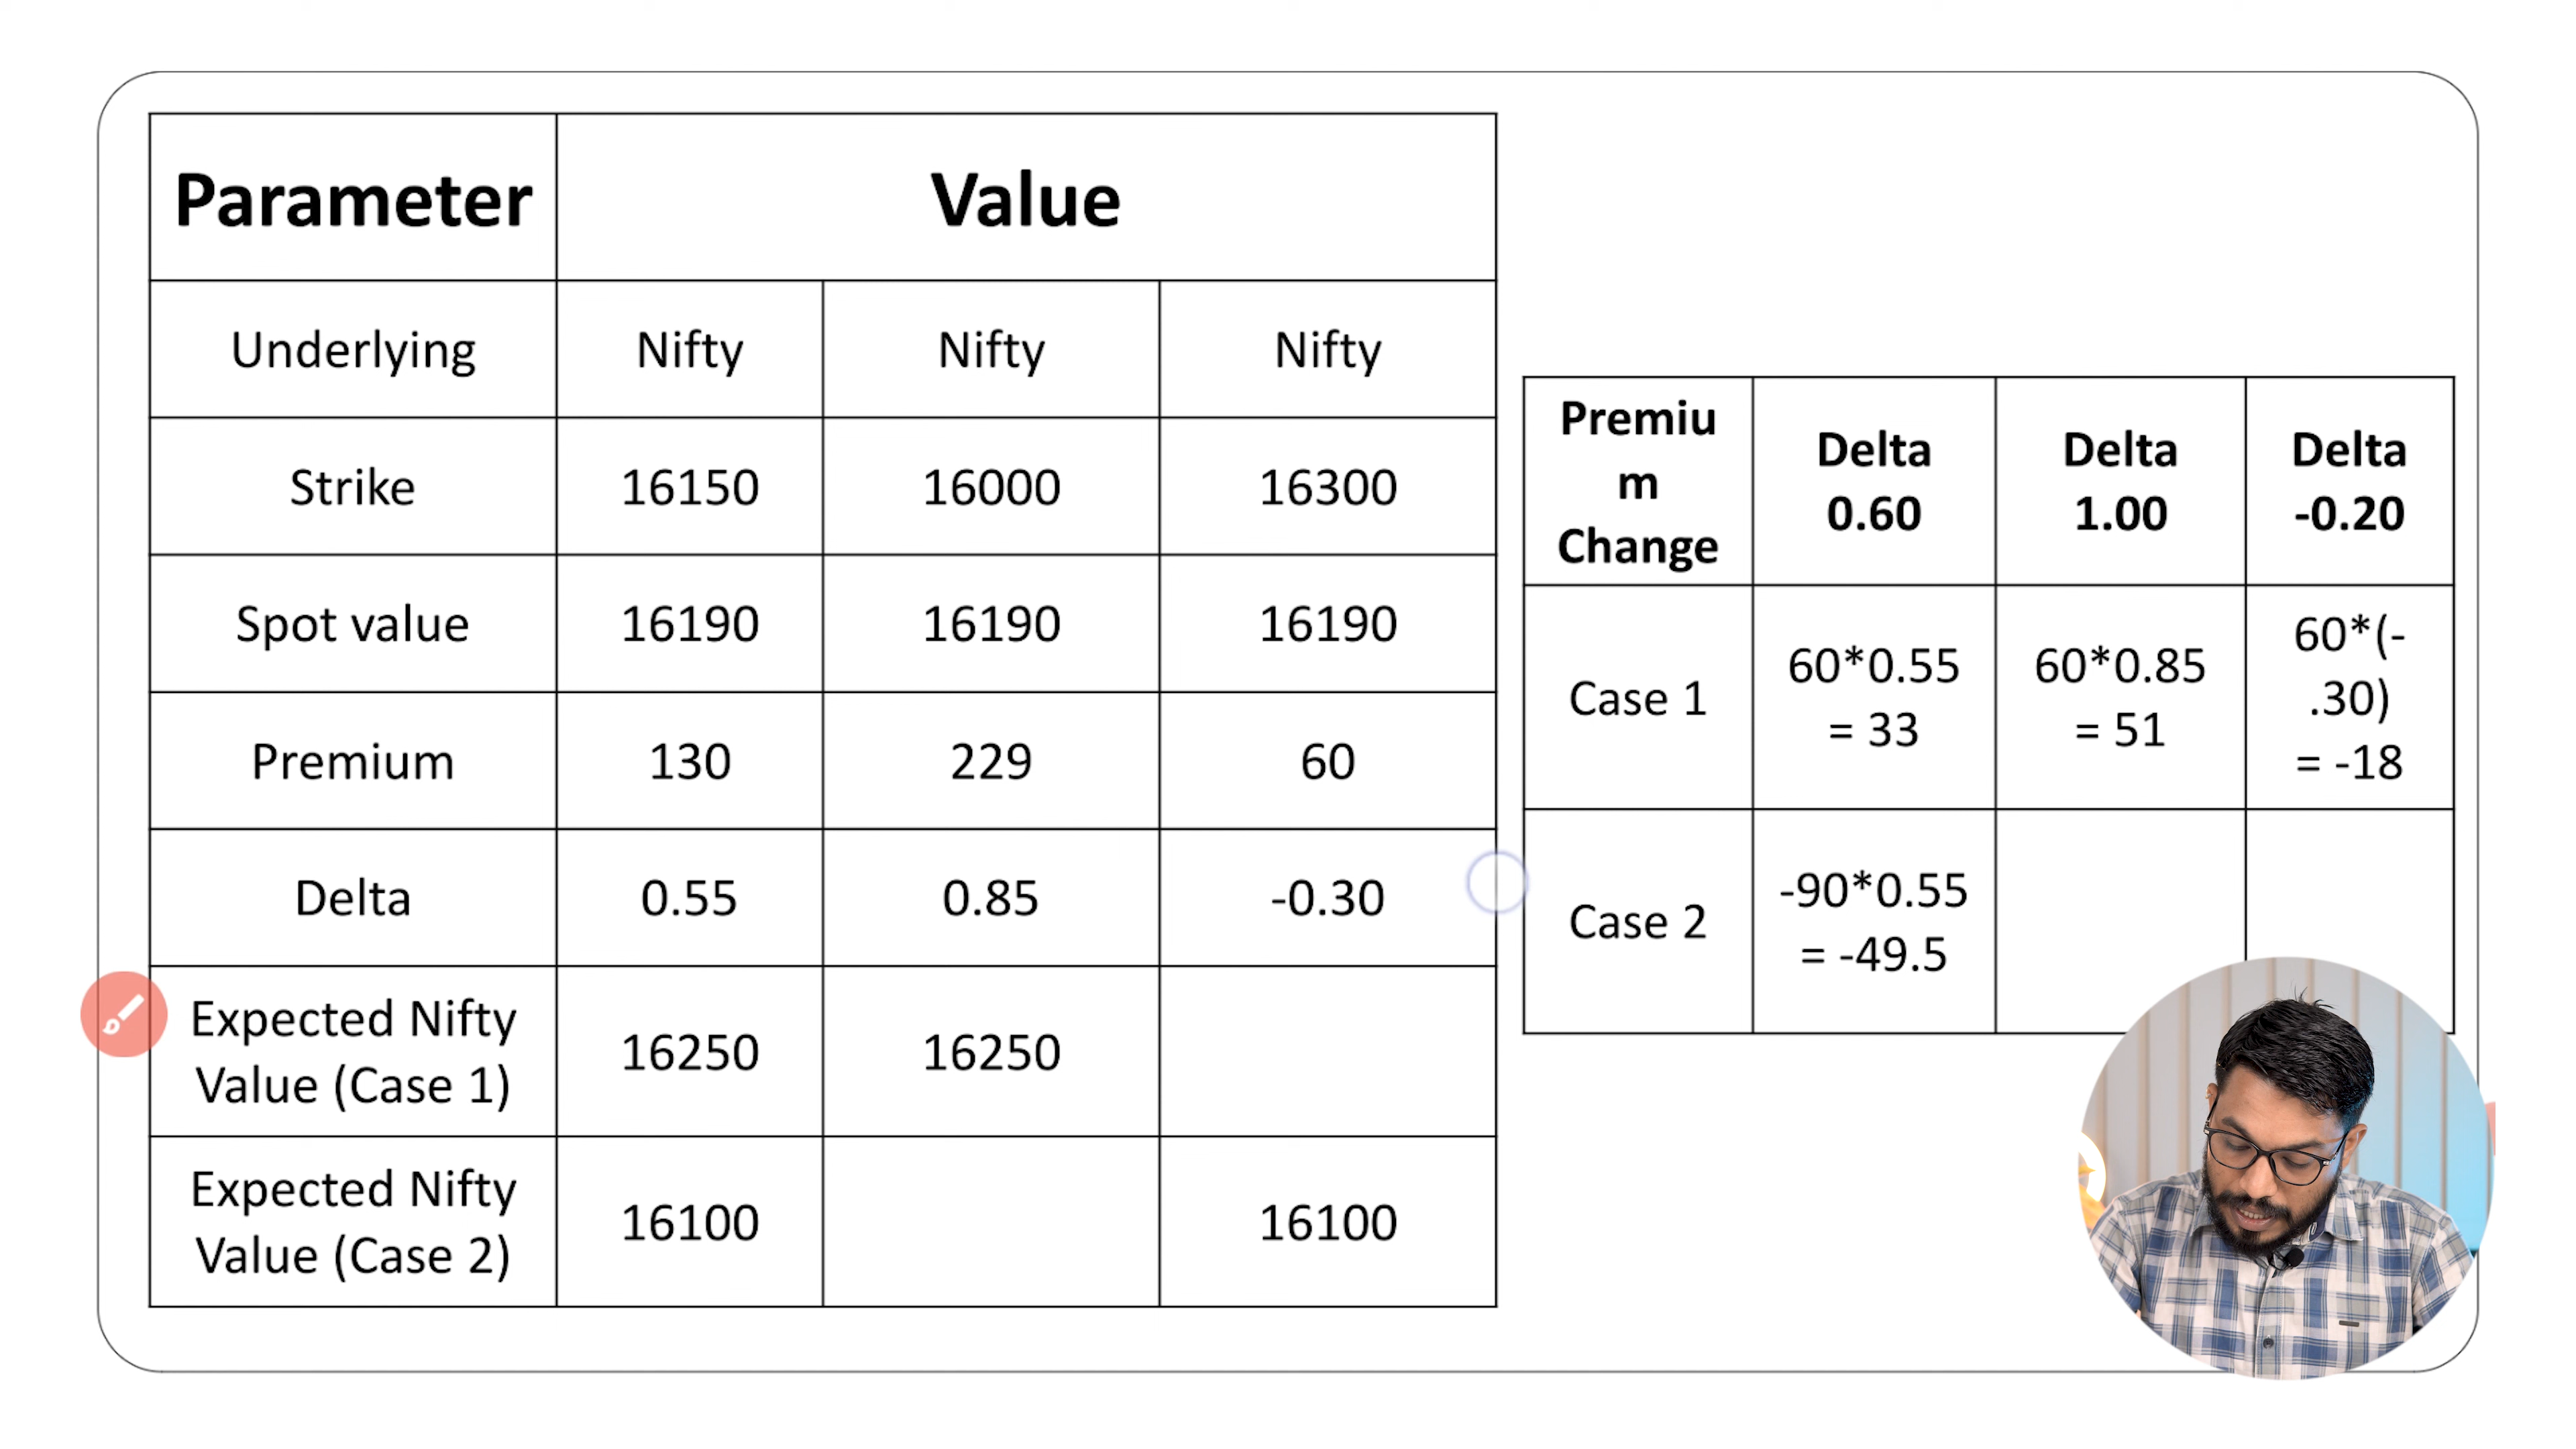 Parameter Value
Underlying Nifty Nifty Nifty
Strike 16150 16000 16300
Spot value 16190 16190 16190
Premium 130 229 60
Delta 0.55 0.85 -0.30
Expected Nifty
Value (Case 1) 16250 16250
Expected Nifty
Value (Case 2) 16100 16100
Premiu
m
Change
Delta
0.60
Delta
1.00
Delta
-0.20
Case 1
60*0.55
= 33
60*0.85
= 51
60*(-
.30)
= -18
Case 2
-90*0.55
= -49.5